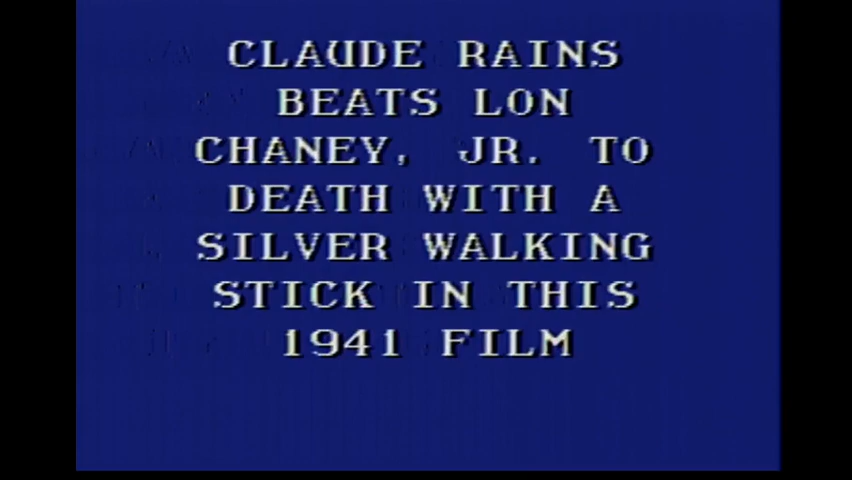 CLAUDE RAINS
BEATS LON
CHANEY, JR. TO
DEATH WITH A
SILVER WALKING
STICK IN THIS
1941 FILM